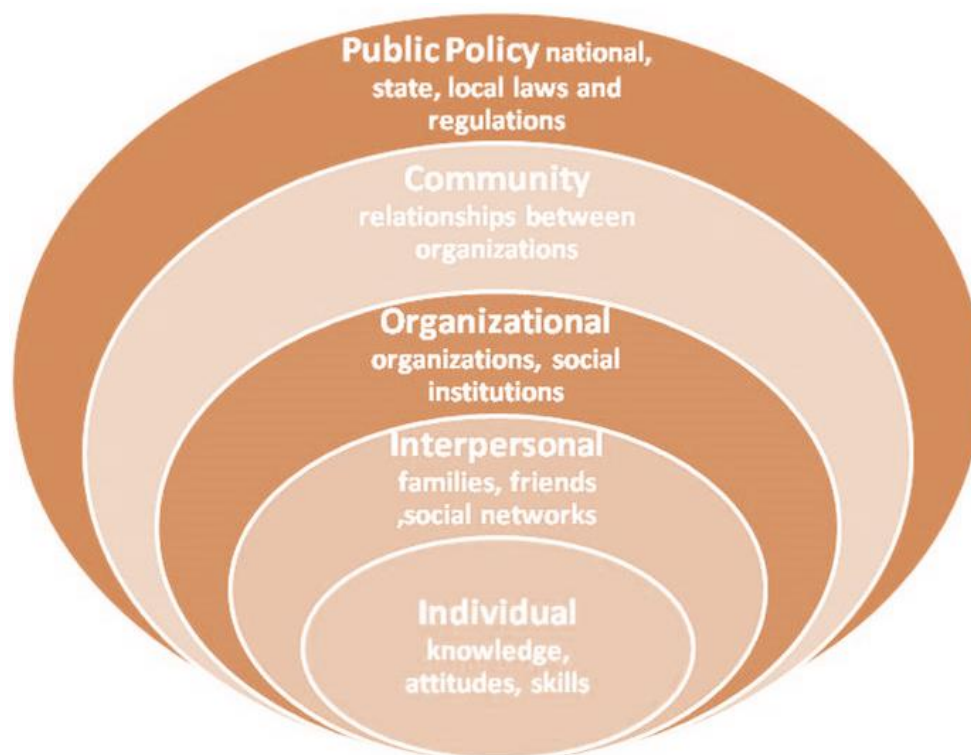 Public Policy national,
state, local laws and
regulations
Community
relationships between
organizations
Organizational
organizations, social
institutions
Interpersonal
families, friends
,social networks
Individual
knowledge,
attitudes, skills